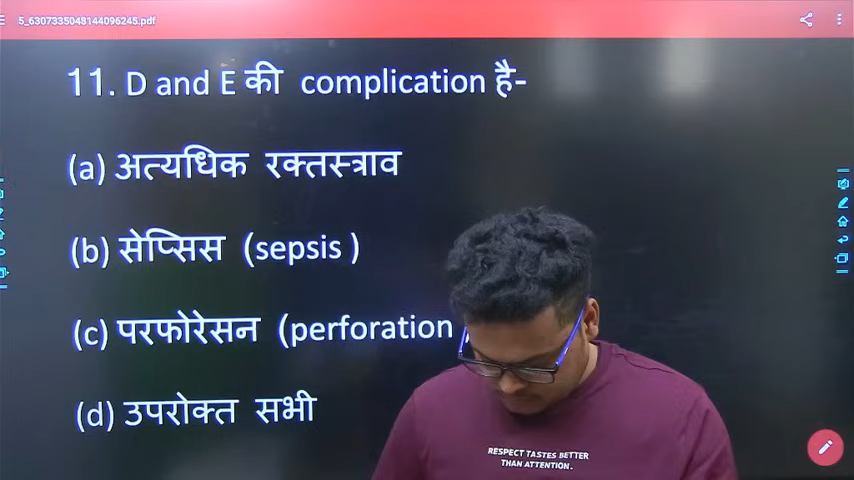 5_6307335048144096245.pdf
11. D and E की complication है-
(a) अत्यधिक रक्तस्त्राव
(b) सेप्सिस (sepsis )
(c) परफोरेसन (perforation
(d) उपरोक्त सभी
RESPECT TASTES BETTER
THAN ATTENTION.